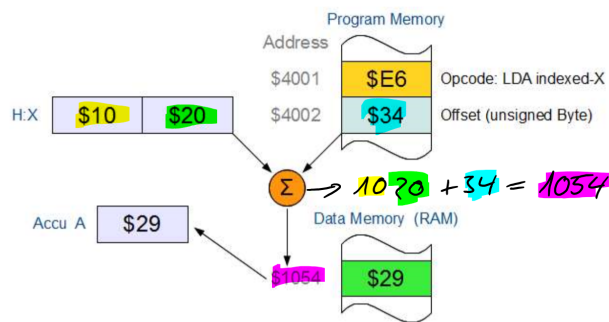 Program Memory
Address
$4001 $E6 Opcode: LDA indexed-X
H:X $10 $20 $4002 $34 Offset (unsigned Byte)
Σ → 1020 + 34 = 1054
Accu A $29 Data Memory (RAM)
$1054 $29